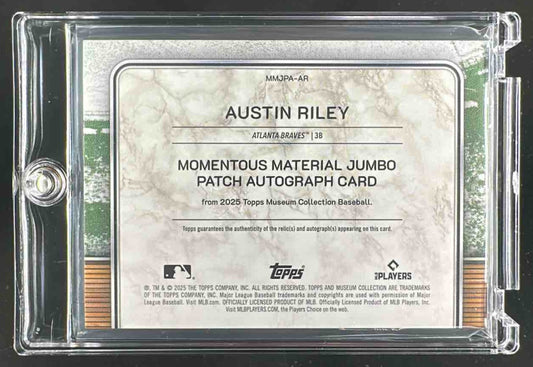 MMJPA-AR
AUSTIN RILEY
ATLANTA BRAVES™ | 3B
MOMENTOUS MATERIAL JUMBO
PATCH AUTOGRAPH CARD
from 2025 Topps Museum Collection Baseball.
Topps guarantees the authenticity of the relic(s) and autograph(s) appearing on this card.
Topps
MLB PLAYERS
®, TM & © 2025 THE TOPPS COMPANY, INC. ALL RIGHTS RESERVED. TOPPS AND MUSEUM COLLECTION ARE TRADEMARKS
OF THE TOPPS COMPANY, INC. Major League Baseball trademarks and copyrights are used with permission of Major
League Baseball. Visit MLB.com. OFFICIALLY LICENSED PRODUCT OF MLB. Officially Licensed Product of MLB Players, Inc.
Visit MLBPLAYERS.COM, the Players Choice on the web.